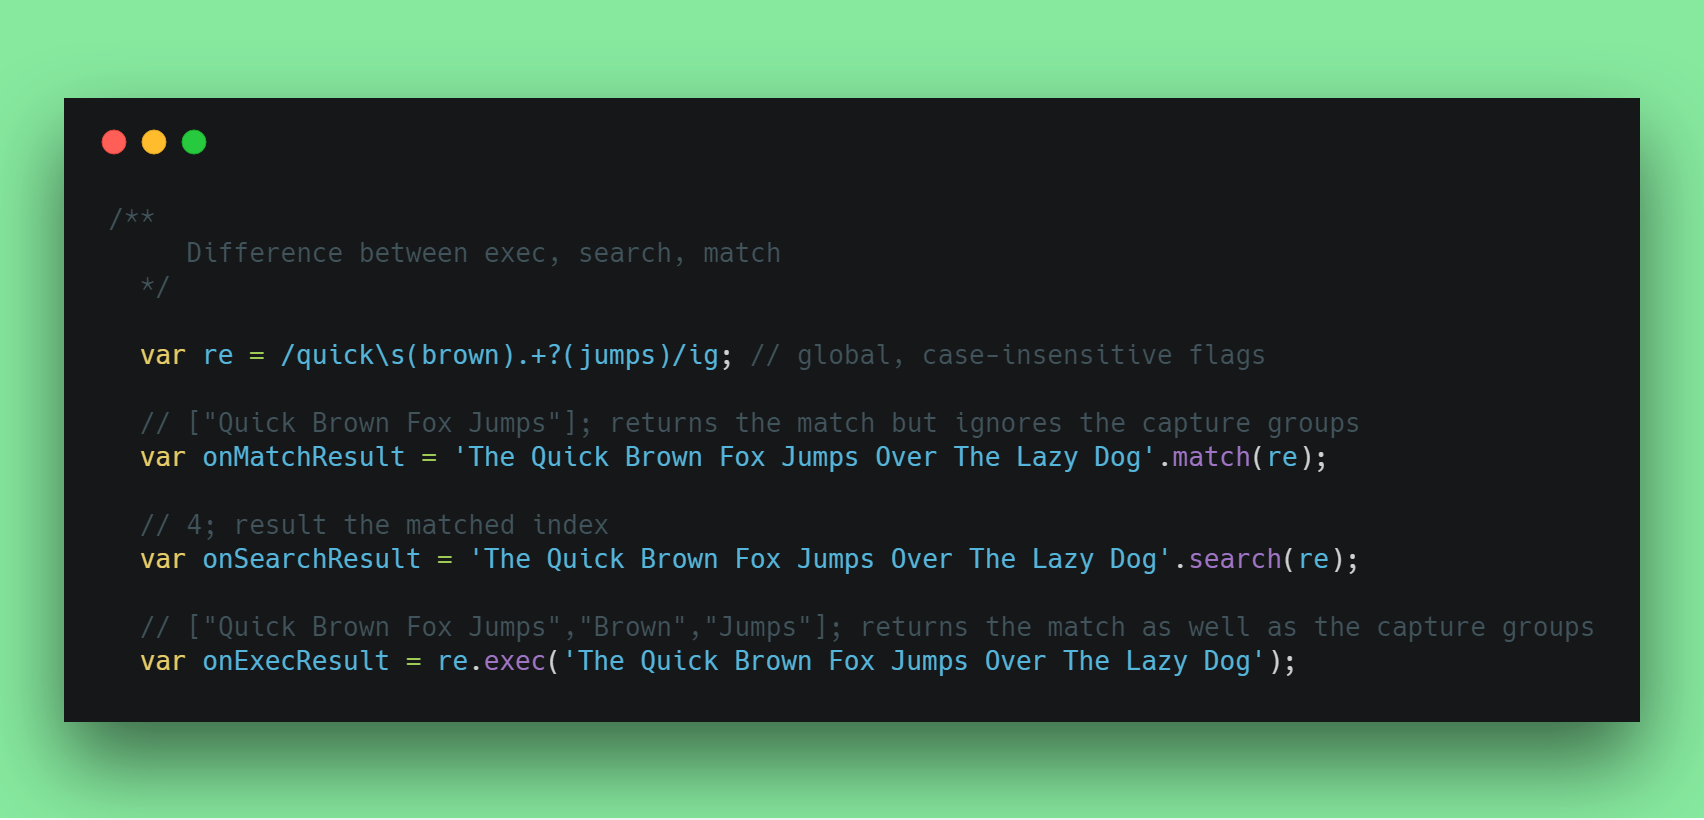 /**
Difference between exec, search, match
*/
var re = /quick\s(brown).+?(jumps)/ig; // global, case-insensitive flags
// ["Quick Brown Fox Jumps"]; returns the match but ignores the capture groups
var onMatchResult = 'The Quick Brown Fox Jumps Over The Lazy Dog'.match(re);
// 4; result the matched index
var onSearchResult = 'The Quick Brown Fox Jumps Over The Lazy Dog'.search(re);
// ["Quick Brown Fox Jumps","Brown","Jumps"]; returns the match as well as the capture groups
var onExecResult = re.exec('The Quick Brown Fox Jumps Over The Lazy Dog');